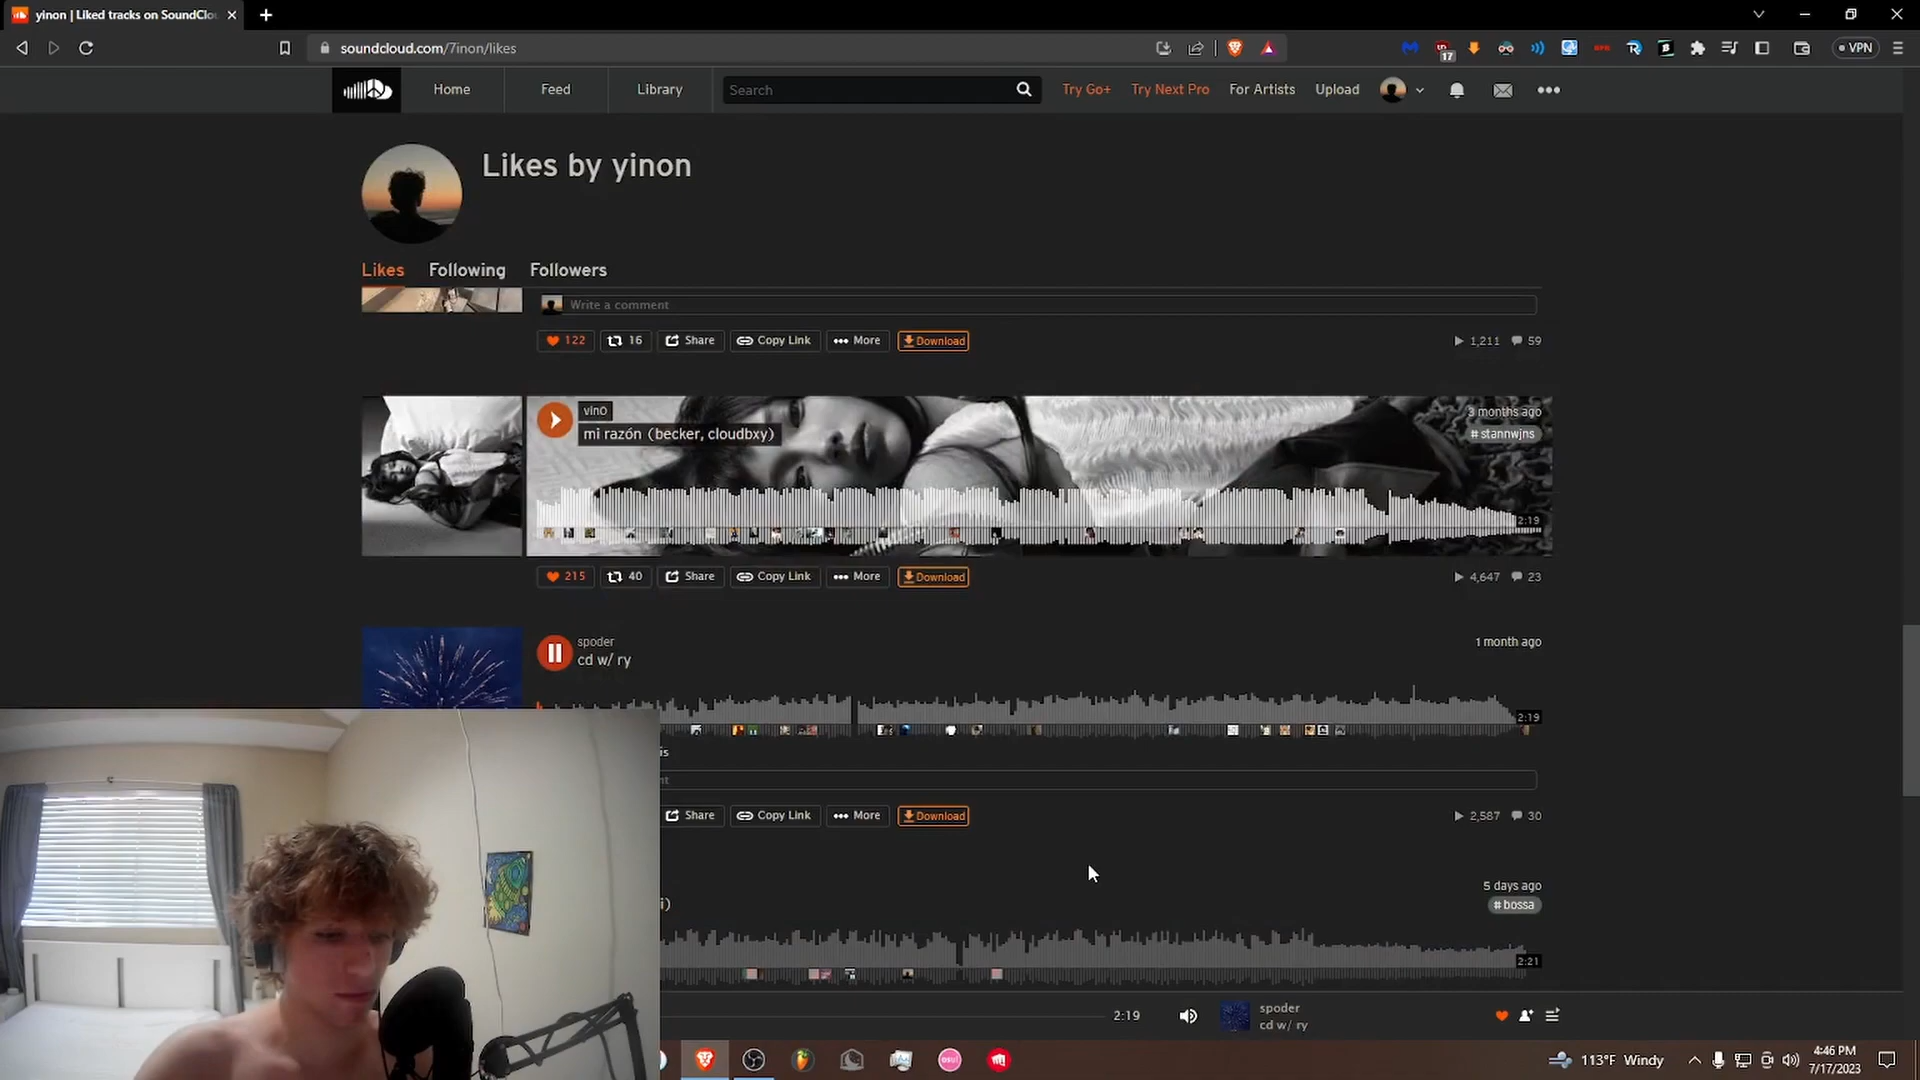 yinon | Liked tracks on SoundClou
soundcloud.com/7inon/likes
17
VPN
Home
Feed
Library
Search
Try Go+
Try Next Pro
For Artists
Upload
Likes by yinon
Likes
Following
Followers
Write a comment
122
16
Share
Copy Link
More
Download
1,211
59
vin0
mi razón (becker, cloudbxy)
3 months ago
# stannwjns
2:19
215
40
Share
Copy Link
More
Download
4,647
23
spoder
cd w/ ry
1 month ago
2:19
is
nt
Share
Copy Link
More
Download
2,587
30
i)
5 days ago
# bossa
2:21
2:19
spoder
cd w/ ry
osu!
113°F Windy
4:46 PM
7/17/2023